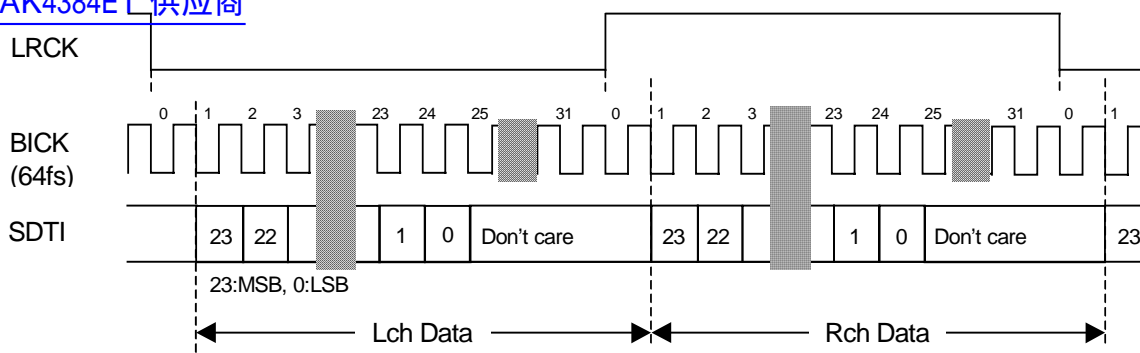 AK4384ET 供应商
LRCK
0 1 2 3 23 24 25 31 0 1 2 3 23 24 25 31 0 1
BICK
(64fs)
SDTI 23 22 1 0 Don't care 23 22 1 0 Don't care 23
23:MSB, 0:LSB
Lch Data Rch Data